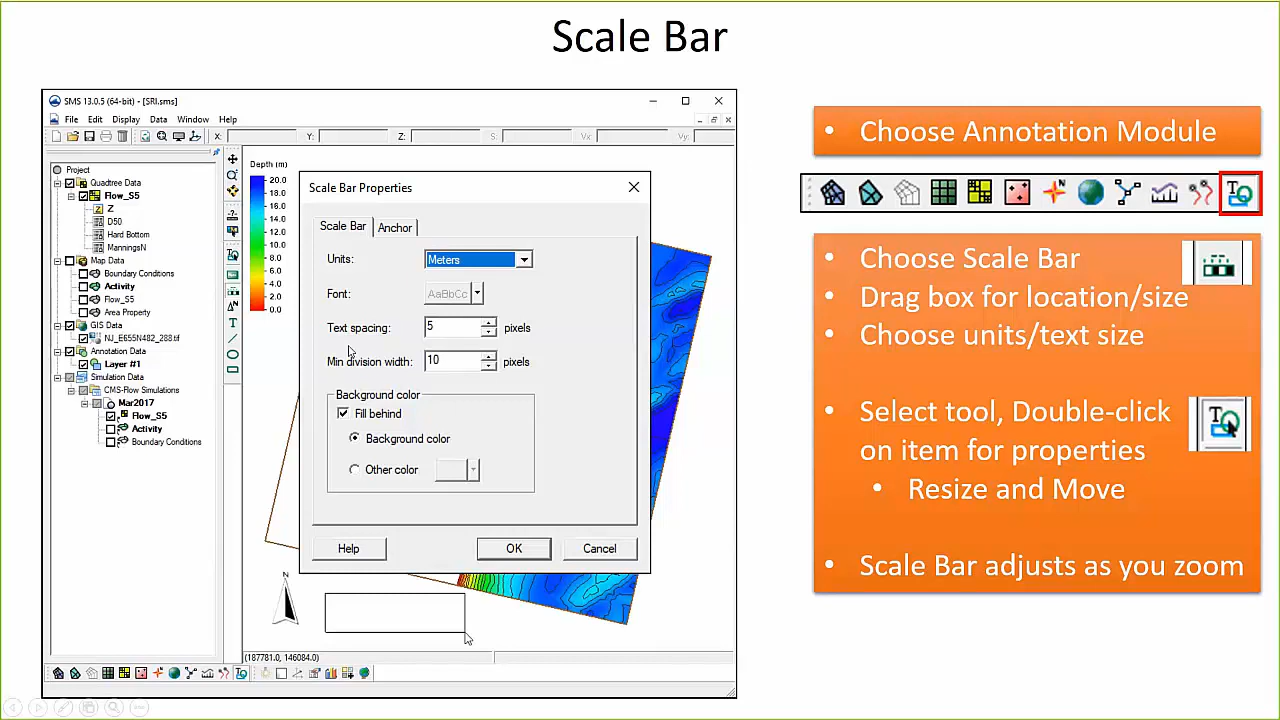 Scale Bar
SMS 13.0.5 (64-bit) - [SRI.sms]
File Edit Display Data Window Help
X: Y: Z: S: Vx: Vy:
Project
Quadtree Data
Flow_S5
Z
D50
Hard Bottom
ManningsN
Map Data
Boundary Conditions
Activity
Flow_S5
Area Property
GIS Data
NJ_E655N482_288.tif
Annotation Data
Layer #1
Simulation Data
CMS-Flow Simulations
Mar2017
Flow_S5
Activity
Boundary Conditions
Depth (m)
20.0
18.0
16.0
14.0
12.0
10.0
8.0
6.0
4.0
2.0
0.0
Scale Bar Properties
Scale Bar Anchor
Units: Meters
Font: AaBbCc
Text spacing: 5 pixels
Min division width: 10 pixels
Background color
Fill behind
Background color
Other color
Help OK Cancel
N
(187781.0, 146084.0)
• Choose Annotation Module
• Choose Scale Bar
• Drag box for location/size
• Choose units/text size
• Select tool, Double-click
on item for properties
• Resize and Move
• Scale Bar adjusts as you zoom